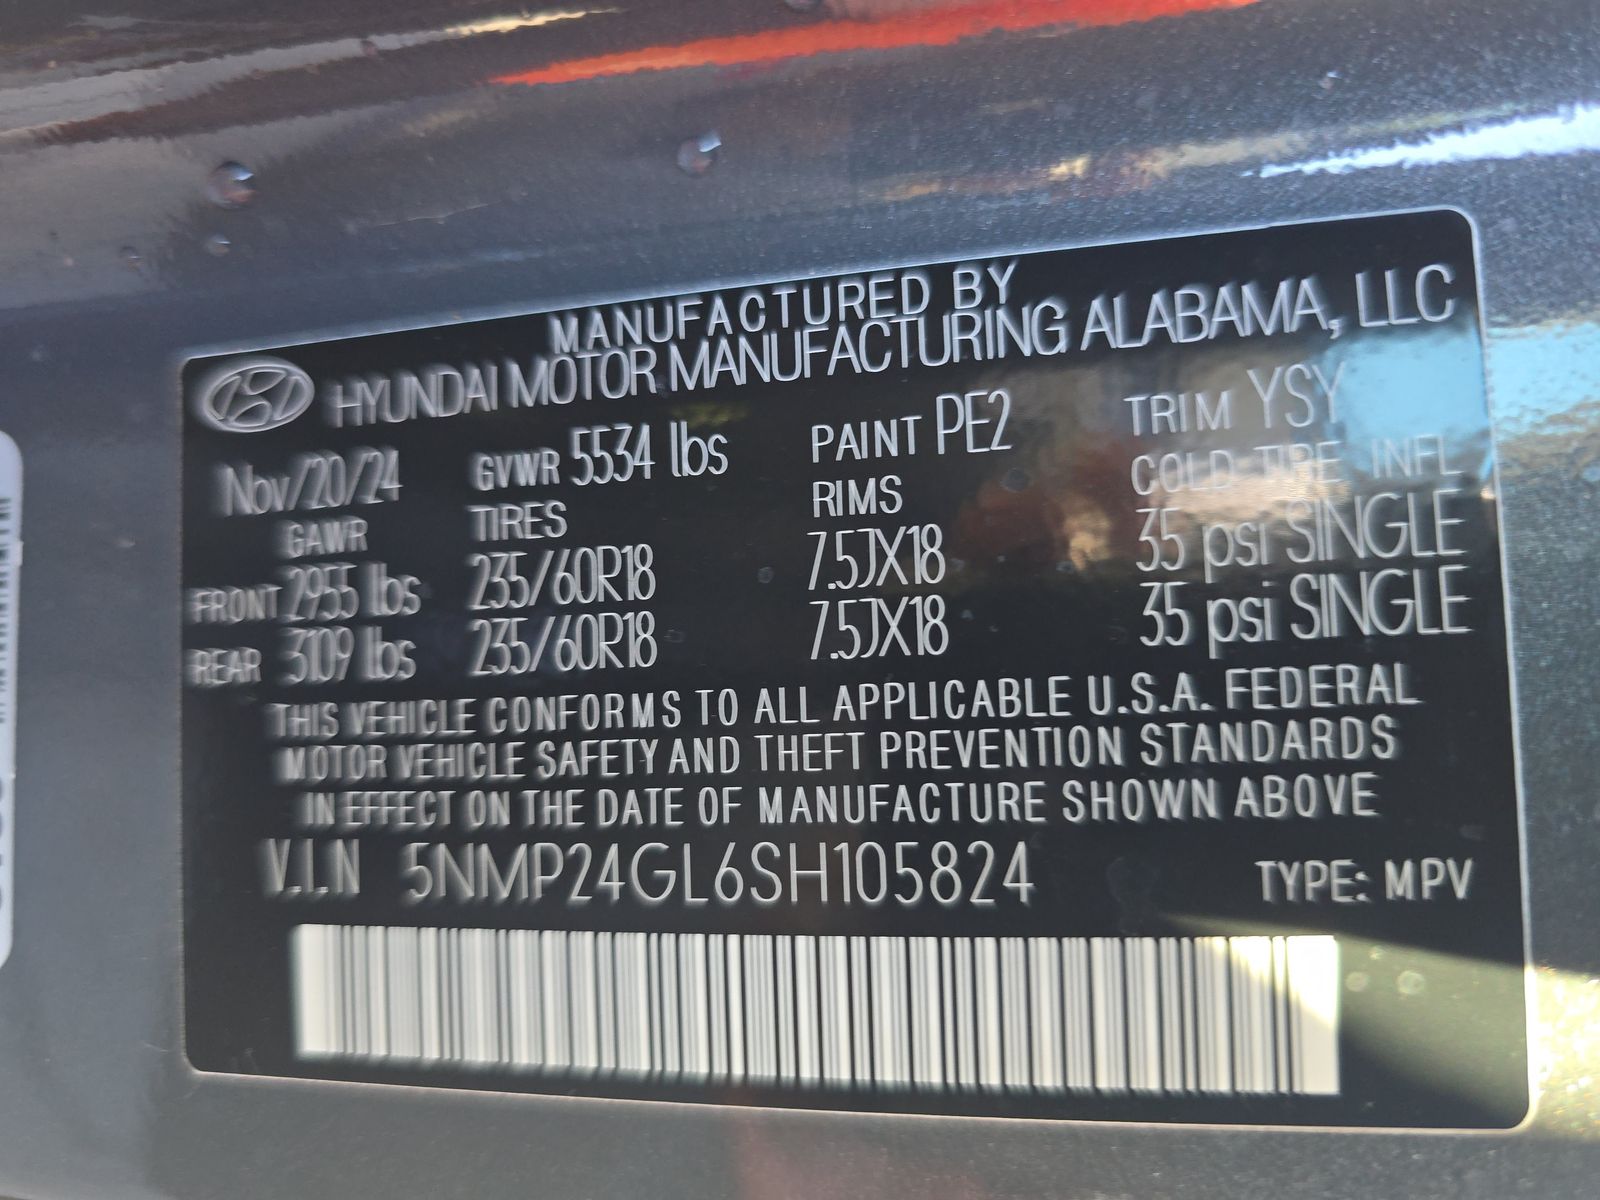 MANUFACTURED BY
HYUNDAI MOTOR MANUFACTURING ALABAMA, LLC
Nov/20/24 GVWR 5534 lbs PAINT PE2 TRIM YSY
GAWR TIRES RIMS COLD TIRE INFL
FRONT 2955 lbs 235/60R18 7.5JX18 35 psi SINGLE
REAR 3109 lbs 235/60R18 7.5JX18 35 psi SINGLE
THIS VEHICLE CONFORMS TO ALL APPLICABLE U.S.A. FEDERAL
MOTOR VEHICLE SAFETY AND THEFT PREVENTION STANDARDS
IN EFFECT ON THE DATE OF MANUFACTURE SHOWN ABOVE
V.I.N 5NMP24GL6SH105824 TYPE: MPV